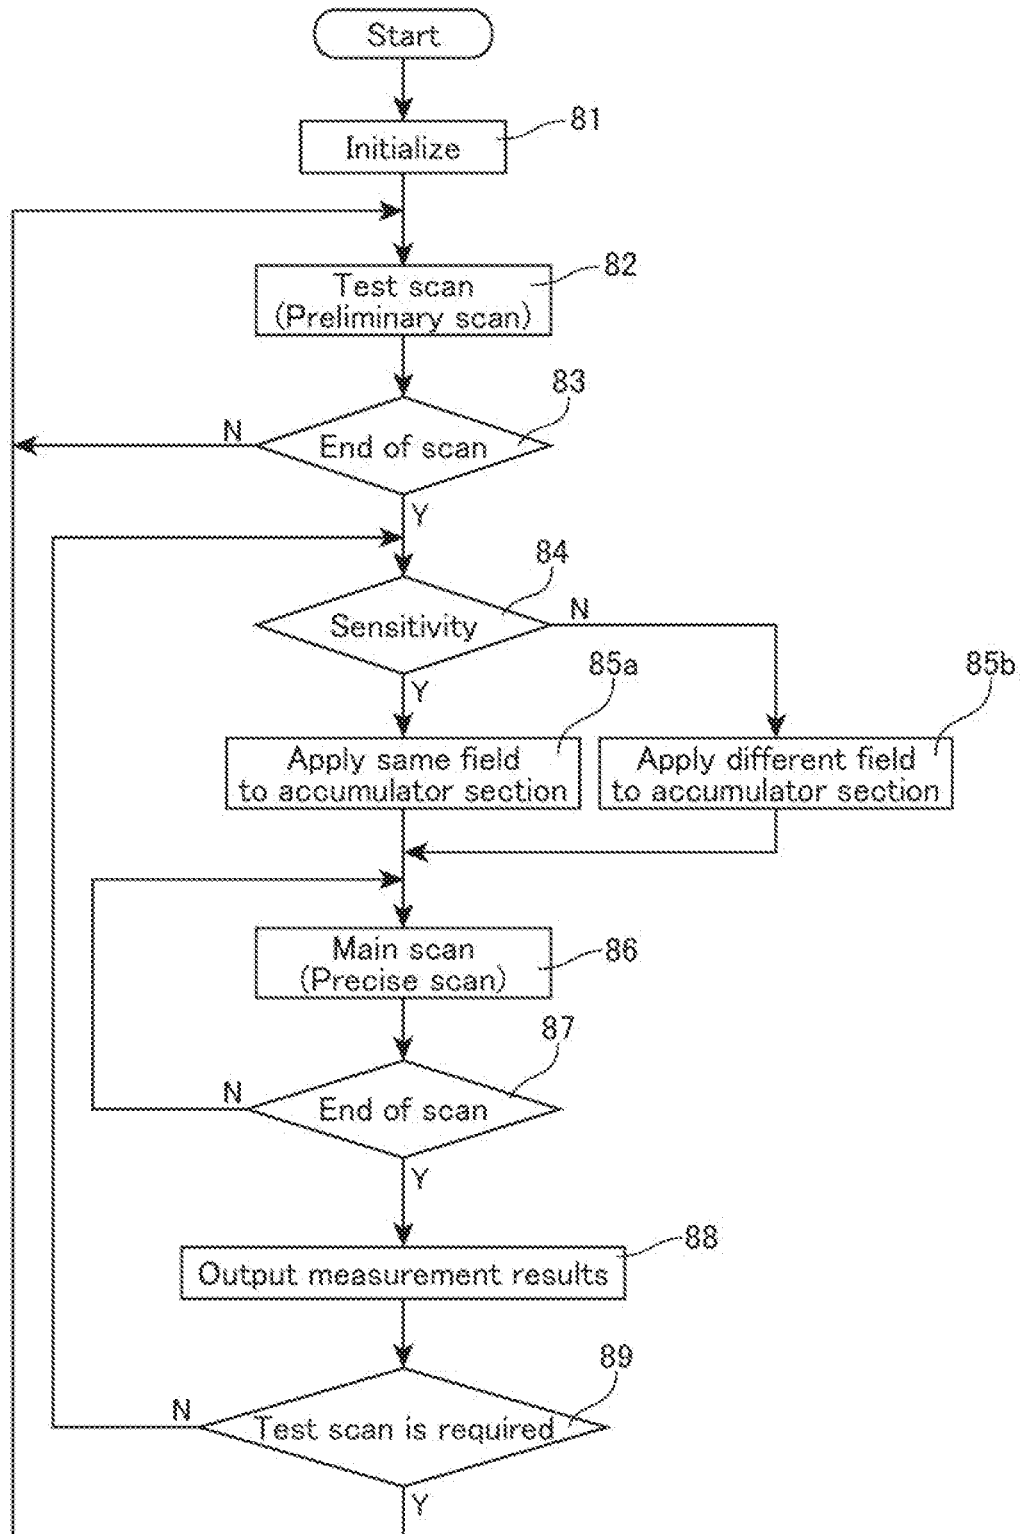 Start
81
Initialize
82
Test scan
(Preliminary scan)
83
N
End of scan
Y
84
Sensitivity
N
Y
85a
85b
Apply same field
to accumulator section
Apply different field
to accumulator section
Main scan
(Precise scan)
86
87
N
End of scan
Y
88
Output measurement results
89
N
Test scan is required
Y